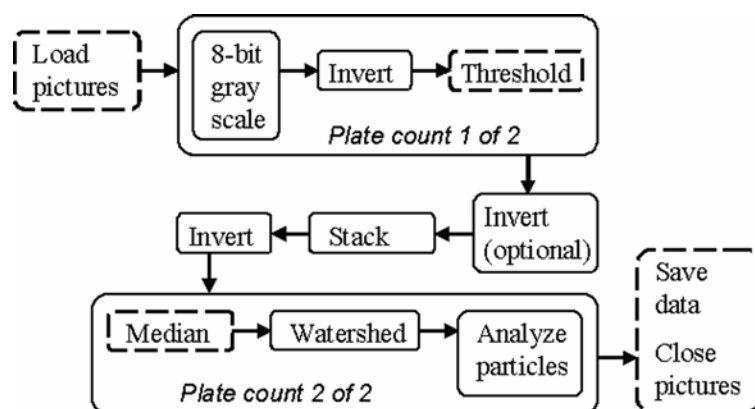 Load
pictures
8-bit
gray
scale
Invert
Threshold
Plate count 1 of 2
Invert
(optional)
Stack
Invert
Median
Watershed
Analyze
particles
Plate count 2 of 2
Save
data
Close
pictures